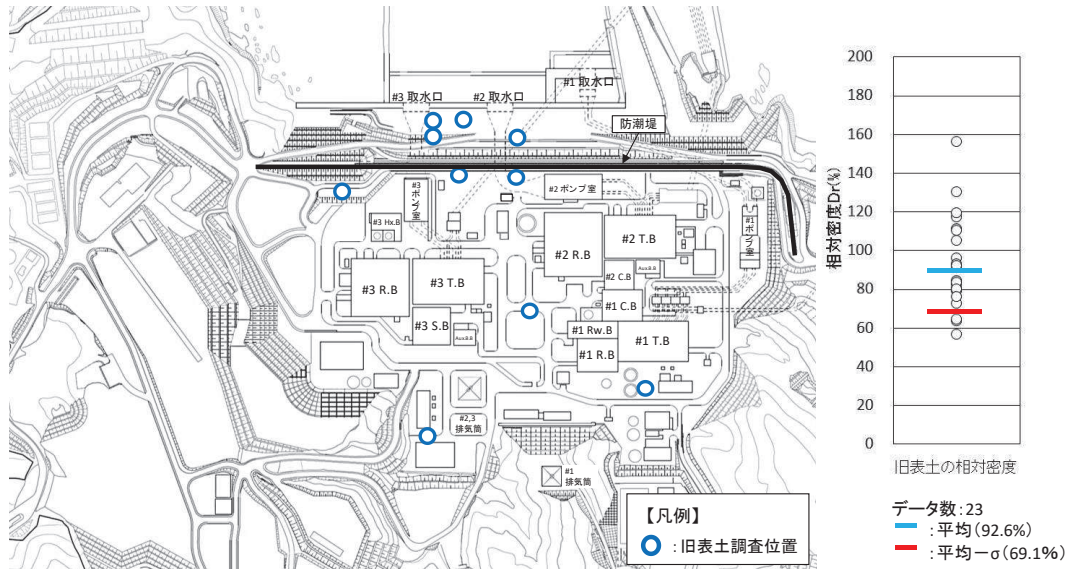 #1 取水口
#3 取水口
#2 取水口
防潮堤
#3
ポンプ室
#2 ポンプ室
#1
ポンプ室
#3 Hx.B
#2 R.B
#2 T.B
Aux.B.B
#2 C.B
#3 R.B
#3 T.B
#1 C.B
#3 S.B
Aux.B.B
#1 Rw.B
#1 T.B
#1 R.B
#2,3
排気筒
#1
排気筒
【凡例】
:旧表土調査位置
相対密度Dr(%)
200
180
160
140
120
100
80
60
40
20
0
旧表土の相対密度
データ数:23
:平均(92.6%)
:平均－σ(69.1%)